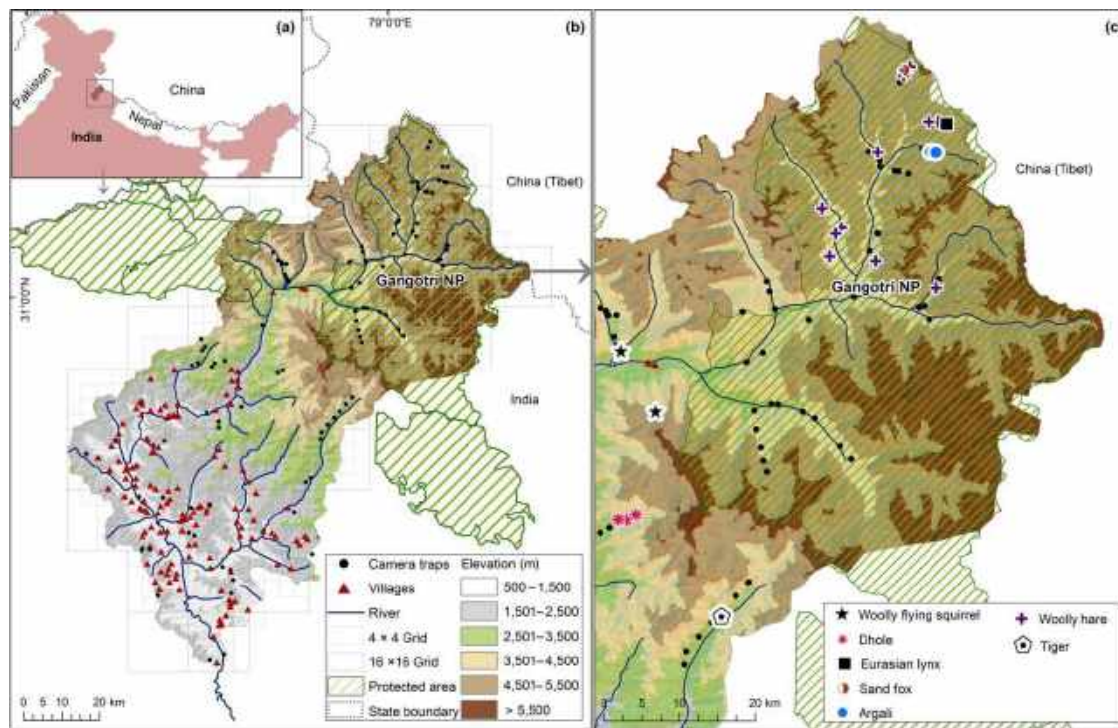 79°0'0"E
(a)
(b)
(c)
Pakistan
China
Nepal
India
China (Tibet)
China (Tibet)
31°00'N
Gangotri NP
Gangotri NP
India
Camera traps
Villages
River
4 × 4 Grid
16 ×16 Grid
Protected area
State boundary
Elevation (m)
500–1,500
1,501–2,500
2,501–3,500
3,501–4,500
4,501–5,500
> 5,500
0 5 10 20 km
0 5 10 20 km
Woolly flying squirrel
Dhole
Eurasian lynx
Sand fox
Argali
Woolly hare
Tiger